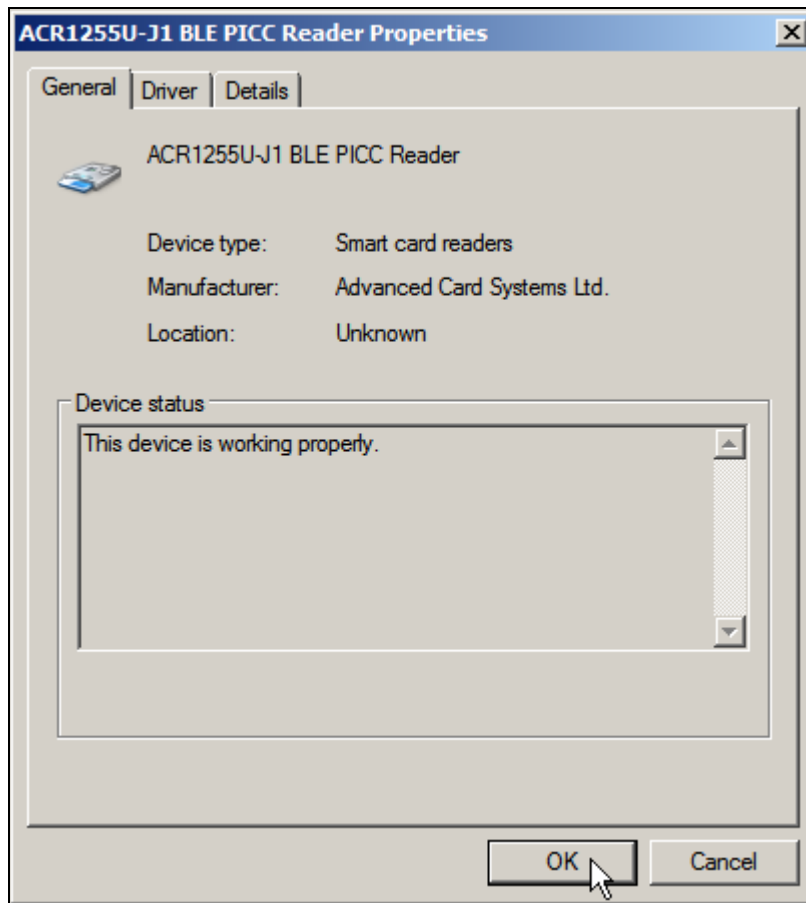 ACR1255U-J1 BLE PICC Reader Properties
General Driver Details
ACR1255U-J1 BLE PICC Reader
Device type: Smart card readers
Manufacturer: Advanced Card Systems Ltd.
Location: Unknown
Device status
This device is working properly.
OK Cancel